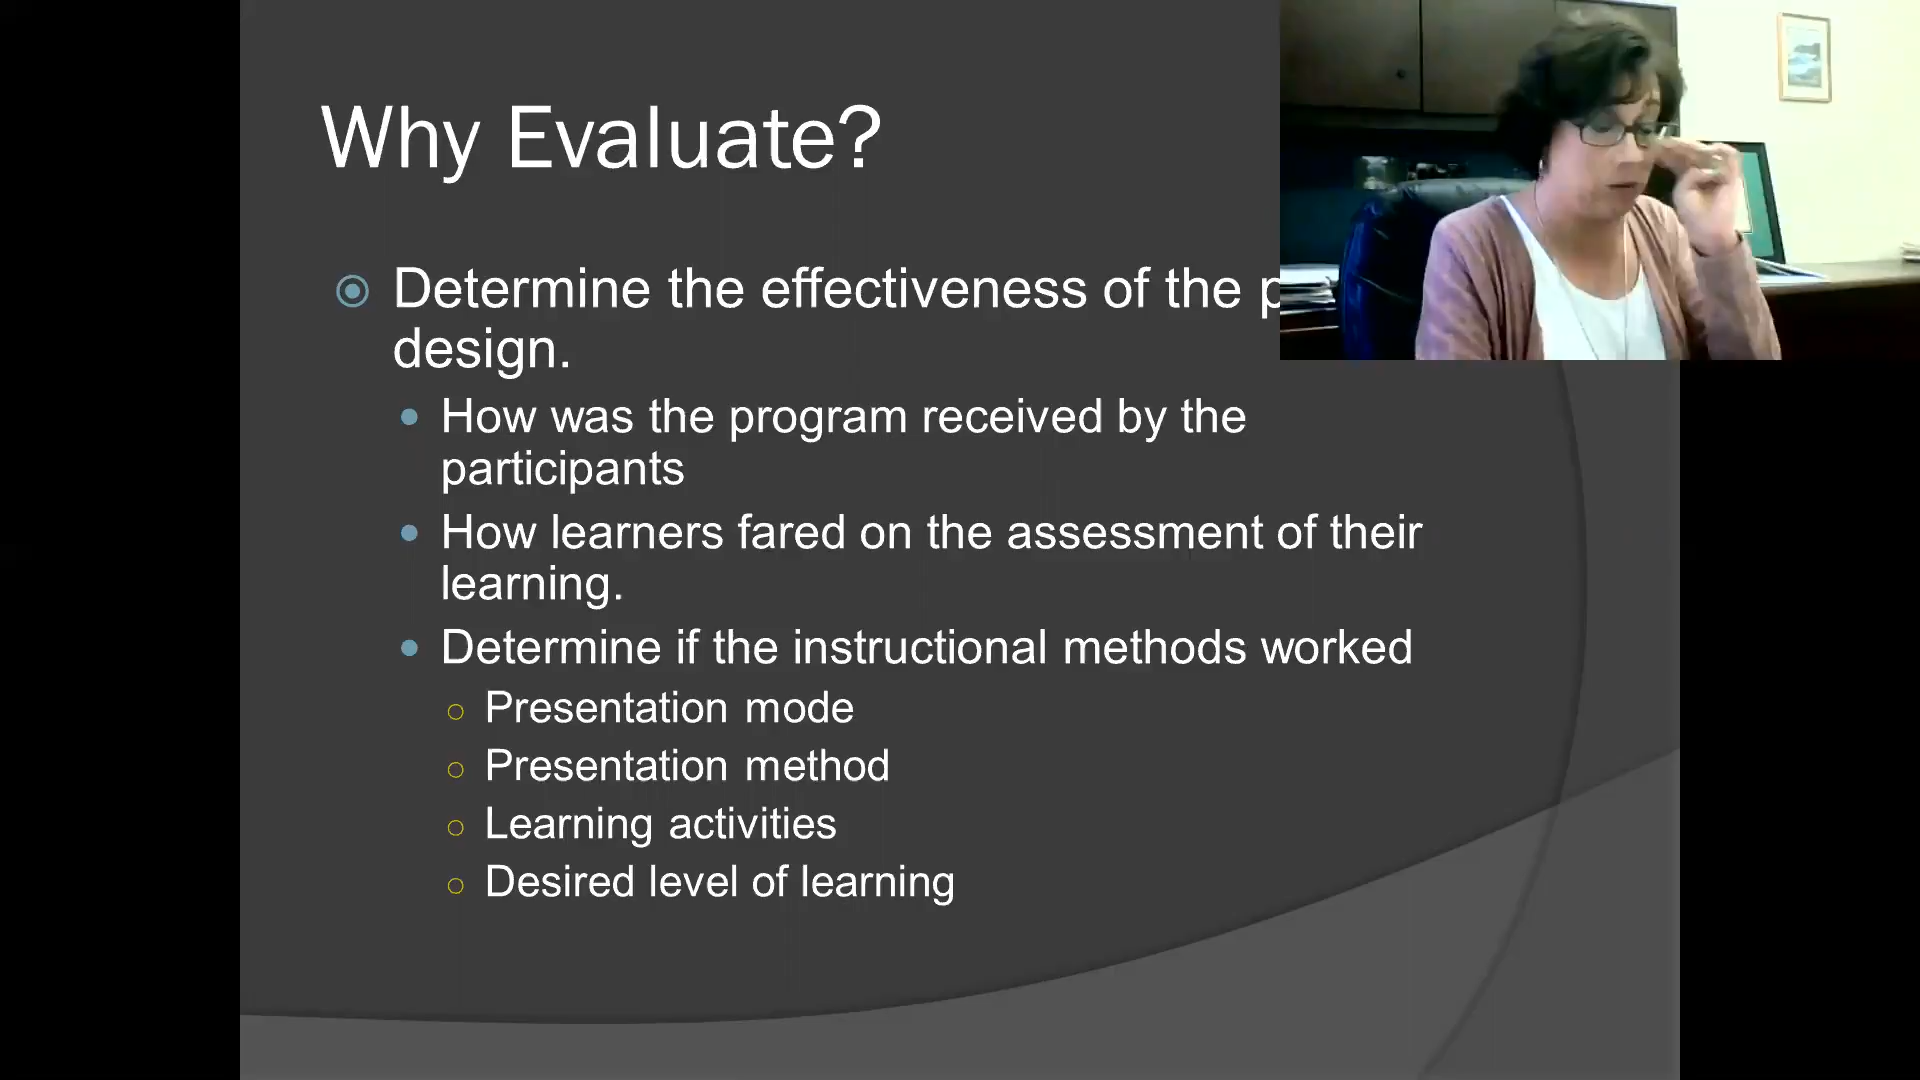 Why Evaluate?
Determine the effectiveness of the
design.
How was the program received by the
participants
How learners fared on the assessment of their
learning.
Determine if the instructional methods worked
Presentation mode
Presentation method
Learning activities
Desired level of learning